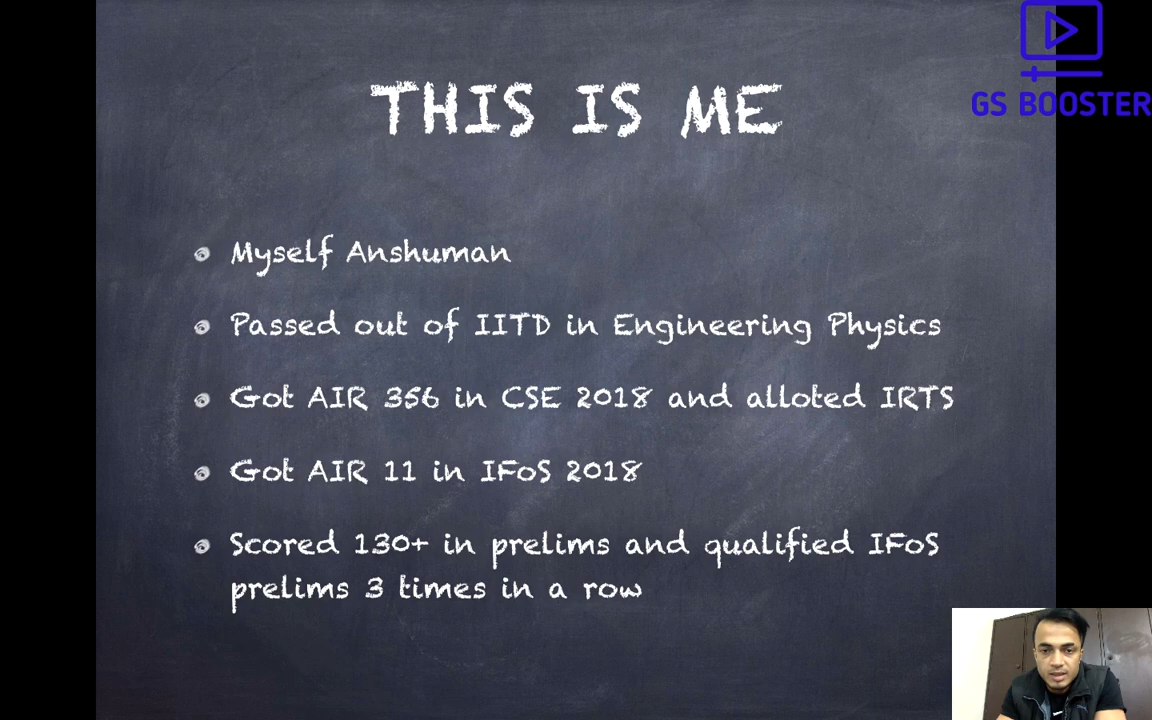 GS BOOSTER
THIS IS ME
Myself Anshuman
Passed out of IITD in Engineering Physics
Got AIR 356 in CSE 2018 and alloted IRTS
Got AIR 11 in IFoS 2018
Scored 130+ in prelims and qualified IFoS
prelims 3 times in a row